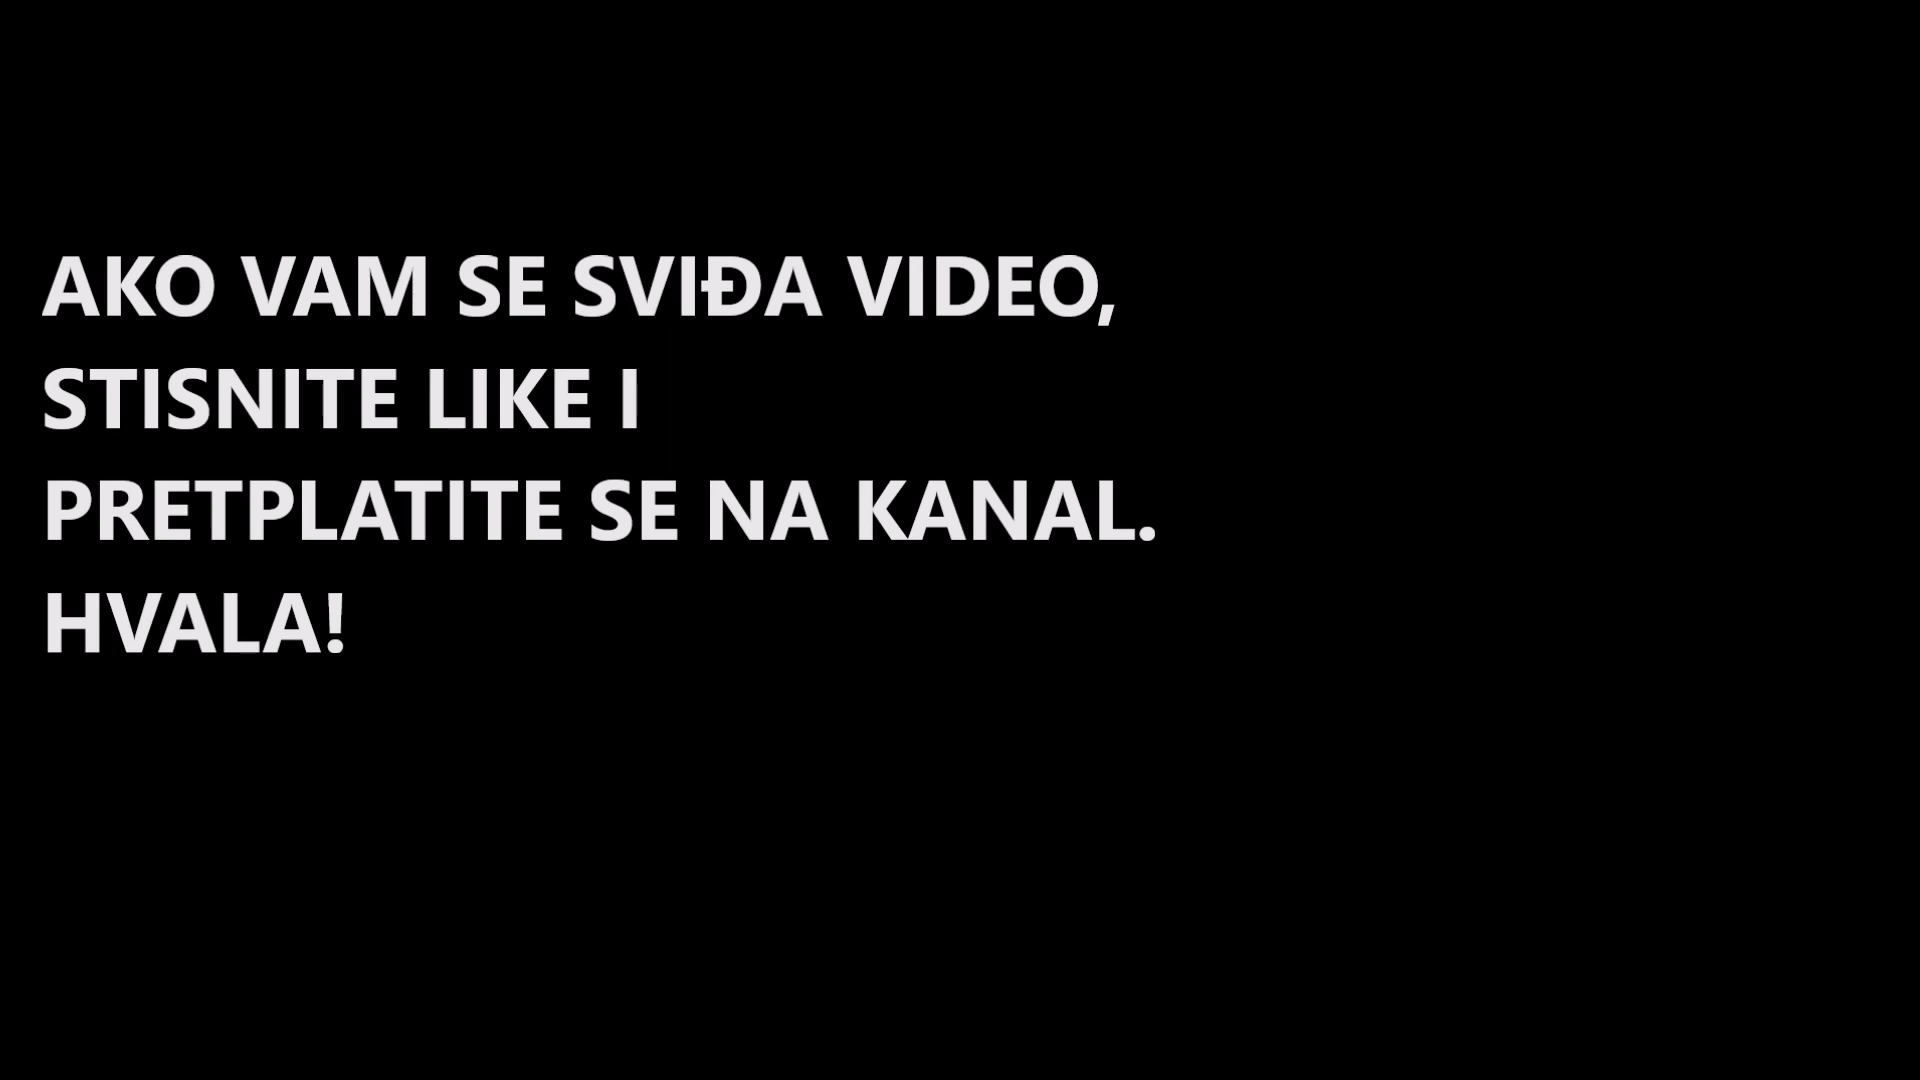 AKO VAM SE SVIĐA VIDEO,
STISNITE LIKE I
PRETPLATITE SE NA KANAL.
HVALA!